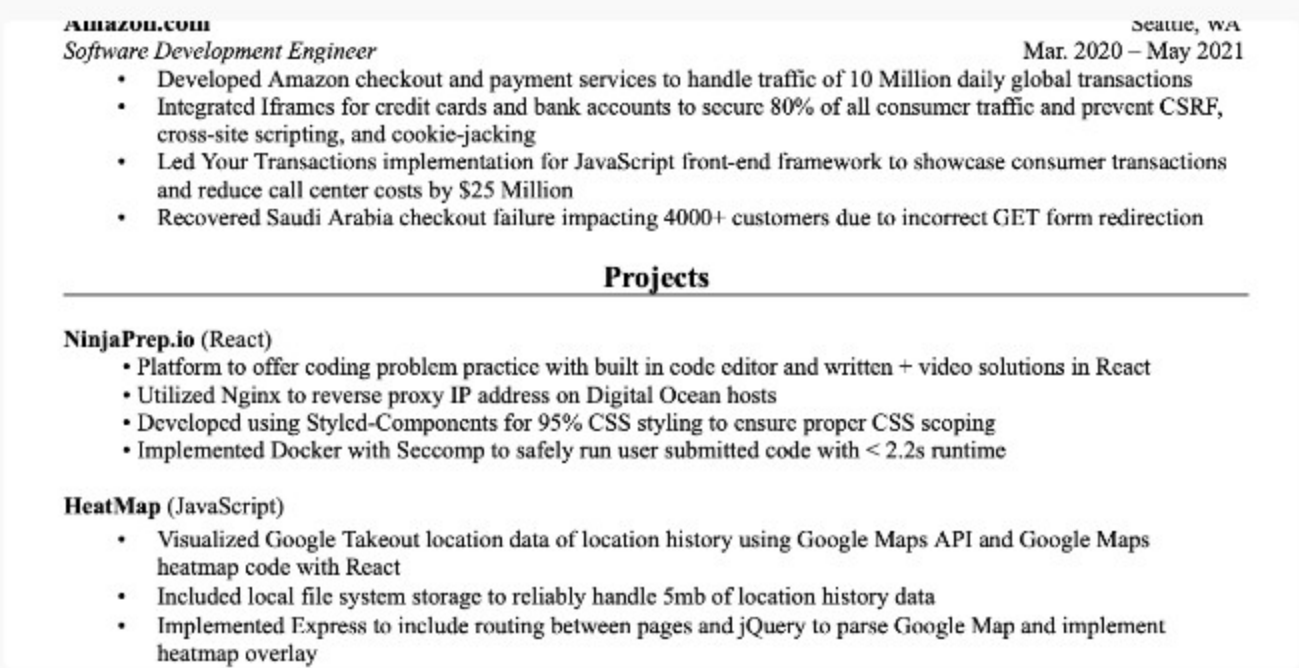 Amazon.com Seattle, WA
Software Development Engineer Mar. 2020 – May 2021
• Developed Amazon checkout and payment services to handle traffic of 10 Million daily global transactions
• Integrated Iframes for credit cards and bank accounts to secure 80% of all consumer traffic and prevent CSRF,
cross-site scripting, and cookie-jacking
• Led Your Transactions implementation for JavaScript front-end framework to showcase consumer transactions
and reduce call center costs by $25 Million
• Recovered Saudi Arabia checkout failure impacting 4000+ customers due to incorrect GET form redirection
Projects
NinjaPrep.io (React)
• Platform to offer coding problem practice with built in code editor and written + video solutions in React
• Utilized Nginx to reverse proxy IP address on Digital Ocean hosts
• Developed using Styled-Components for 95% CSS styling to ensure proper CSS scoping
• Implemented Docker with Seccomp to safely run user submitted code with < 2.2s runtime
HeatMap (JavaScript)
• Visualized Google Takeout location data of location history using Google Maps API and Google Maps
heatmap code with React
• Included local file system storage to reliably handle 5mb of location history data
• Implemented Express to include routing between pages and jQuery to parse Google Map and implement
heatmap overlay